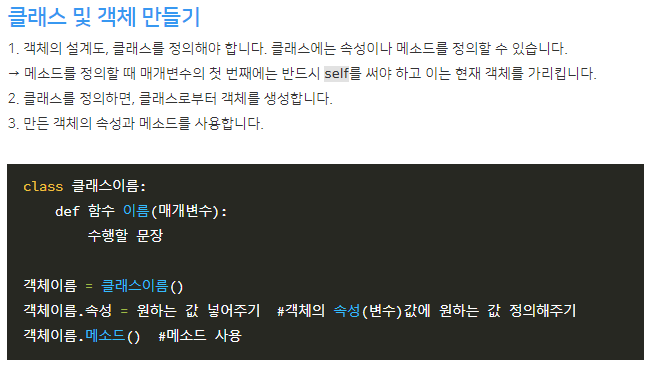 클래스 및 객체 만들기
1. 객체의 설계도, 클래스를 정의해야 합니다. 클래스에는 속성이나 메소드를 정의할 수 있습니다.
→ 메소드를 정의할 때 매개변수의 첫 번째에는 반드시 self를 써야 하고 이는 현재 객체를 가리킵니다.
2. 클래스를 정의하면, 클래스로부터 객체를 생성합니다.
3. 만든 객체의 속성과 메소드를 사용합니다.
class 클래스이름:
    def 함수 이름(매개변수):
        수행할 문장
객체이름 = 클래스이름()
객체이름.속성 = 원하는 값 넣어주기  #객체의 속성(변수)값에 원하는 값 정의해주기
객체이름.메소드()  #메소드 사용